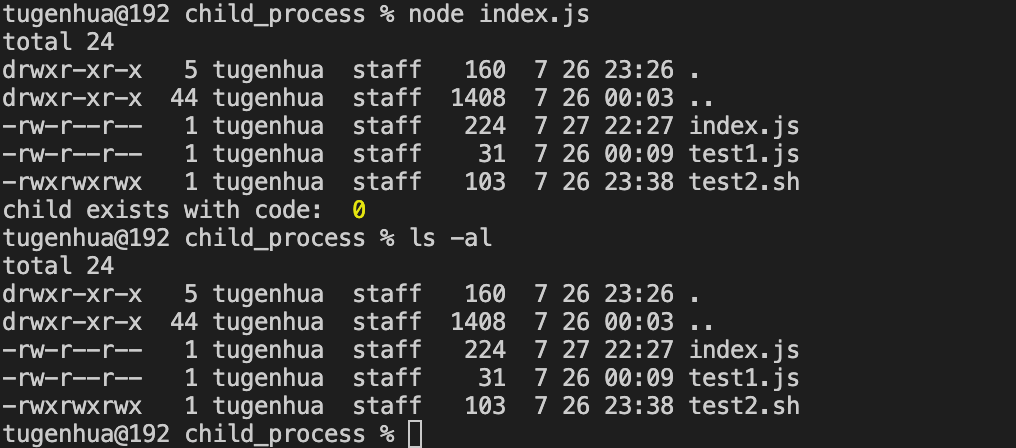 tugenhua@192 child_process % node index.js
total 24
drwxr-xr-x   5 tugenhua  staff   160  7 26 23:26 .
drwxr-xr-x  44 tugenhua  staff  1408  7 26 00:03 ..
-rw-r--r--   1 tugenhua  staff   224  7 27 22:27 index.js
-rw-r--r--   1 tugenhua  staff    31  7 26 00:09 test1.js
-rwxrwxrwx   1 tugenhua  staff   103  7 26 23:38 test2.sh
child exists with code:  0
tugenhua@192 child_process % ls -al
total 24
drwxr-xr-x   5 tugenhua  staff   160  7 26 23:26 .
drwxr-xr-x  44 tugenhua  staff  1408  7 26 00:03 ..
-rw-r--r--   1 tugenhua  staff   224  7 27 22:27 index.js
-rw-r--r--   1 tugenhua  staff    31  7 26 00:09 test1.js
-rwxrwxrwx   1 tugenhua  staff   103  7 26 23:38 test2.sh
tugenhua@192 child_process %